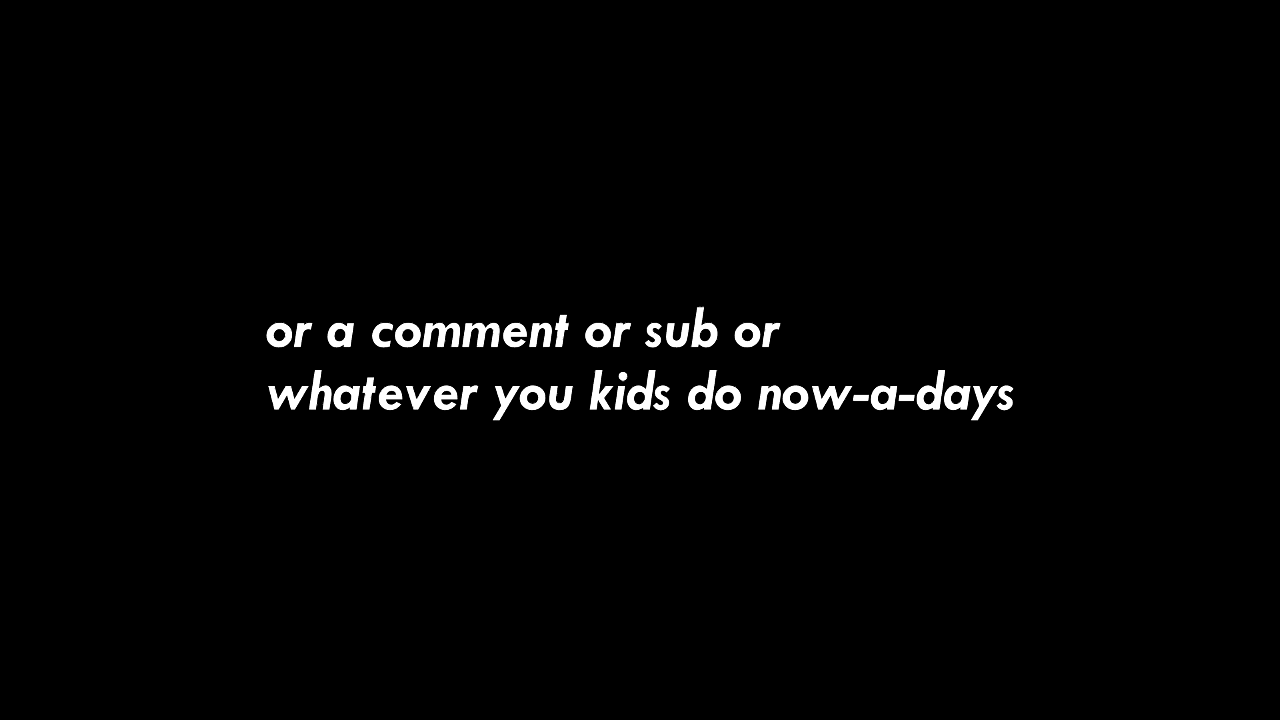 or a comment or sub or
whatever you kids do now-a-days